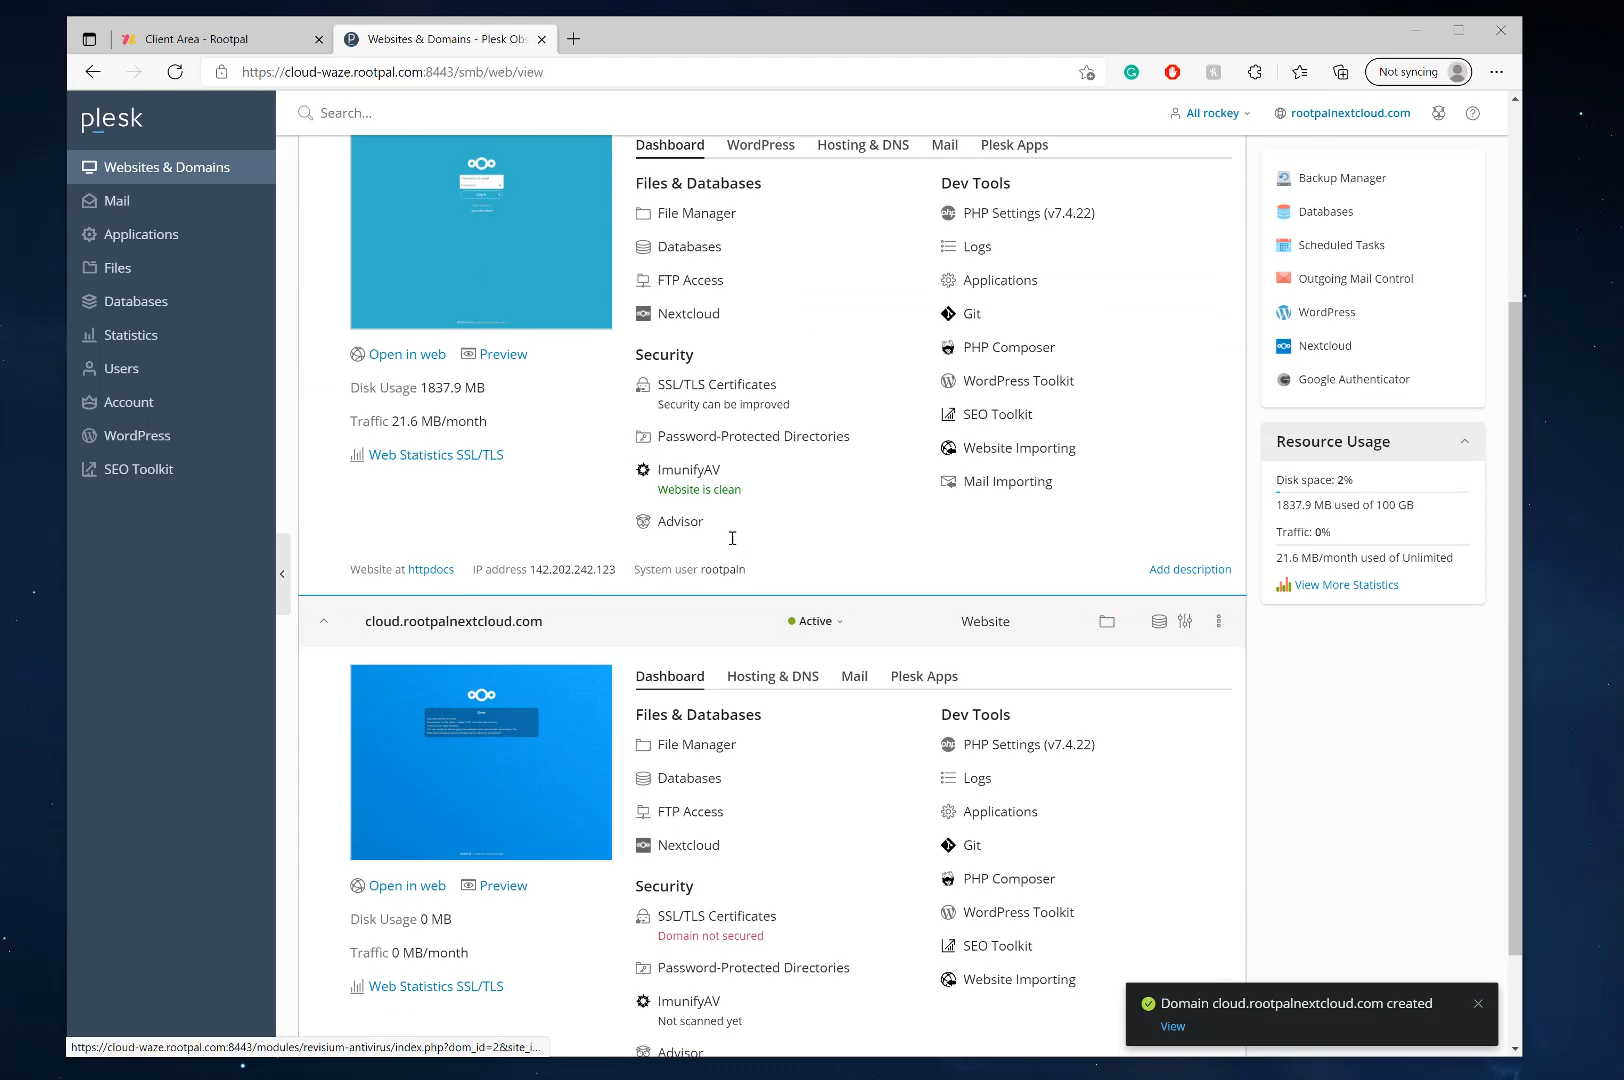 Client Area - Rootpal
Websites & Domains - Plesk Obs
https://cloud-waze.rootpal.com:8443/smb/web/view
Not syncing
plesk
Search...
All rockey
rootpalnextcloud.com
Websites & Domains
Mail
Applications
Files
Databases
Statistics
Users
Account
WordPress
SEO Toolkit
Dashboard
WordPress
Hosting & DNS
Mail
Plesk Apps
Files & Databases
File Manager
Databases
FTP Access
Nextcloud
Security
SSL/TLS Certificates
Security can be improved
Password-Protected Directories
ImunifyAV
Website is clean
Advisor
Dev Tools
php PHP Settings (v7.4.22)
Logs
Applications
Git
PHP Composer
WordPress Toolkit
SEO Toolkit
Website Importing
Mail Importing
Open in web
Preview
Disk Usage 1837.9 MB
Traffic 21.6 MB/month
Web Statistics SSL/TLS
Website at httpdocs
IP address 142.202.242.123
System user rootpaln
Add description
Backup Manager
Databases
Scheduled Tasks
Outgoing Mail Control
WordPress
Nextcloud
Google Authenticator
Resource Usage
Disk space: 2%
1837.9 MB used of 100 GB
Traffic: 0%
21.6 MB/month used of Unlimited
View More Statistics
cloud.rootpalnextcloud.com
Active
Website
Dashboard
Hosting & DNS
Mail
Plesk Apps
Files & Databases
File Manager
Databases
FTP Access
Nextcloud
Security
SSL/TLS Certificates
Domain not secured
Password-Protected Directories
ImunifyAV
Not scanned yet
Advisor
Dev Tools
php PHP Settings (v7.4.22)
Logs
Applications
Git
PHP Composer
WordPress Toolkit
SEO Toolkit
Website Importing
Open in web
Preview
Disk Usage 0 MB
Traffic 0 MB/month
Web Statistics SSL/TLS
Domain cloud.rootpalnextcloud.com created
View
https://cloud-waze.rootpal.com:8443/modules/revisium-antivirus/index.php?dom_id=2&site_i...